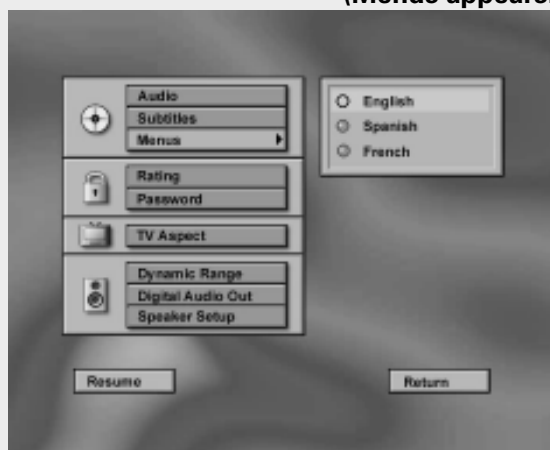 Audio
Subtitles
Menus
Rating
Password
TV Aspect
Dynamic Range
Digital Audio Out
Speaker Setup
English
Spanish
French
Resume
Return